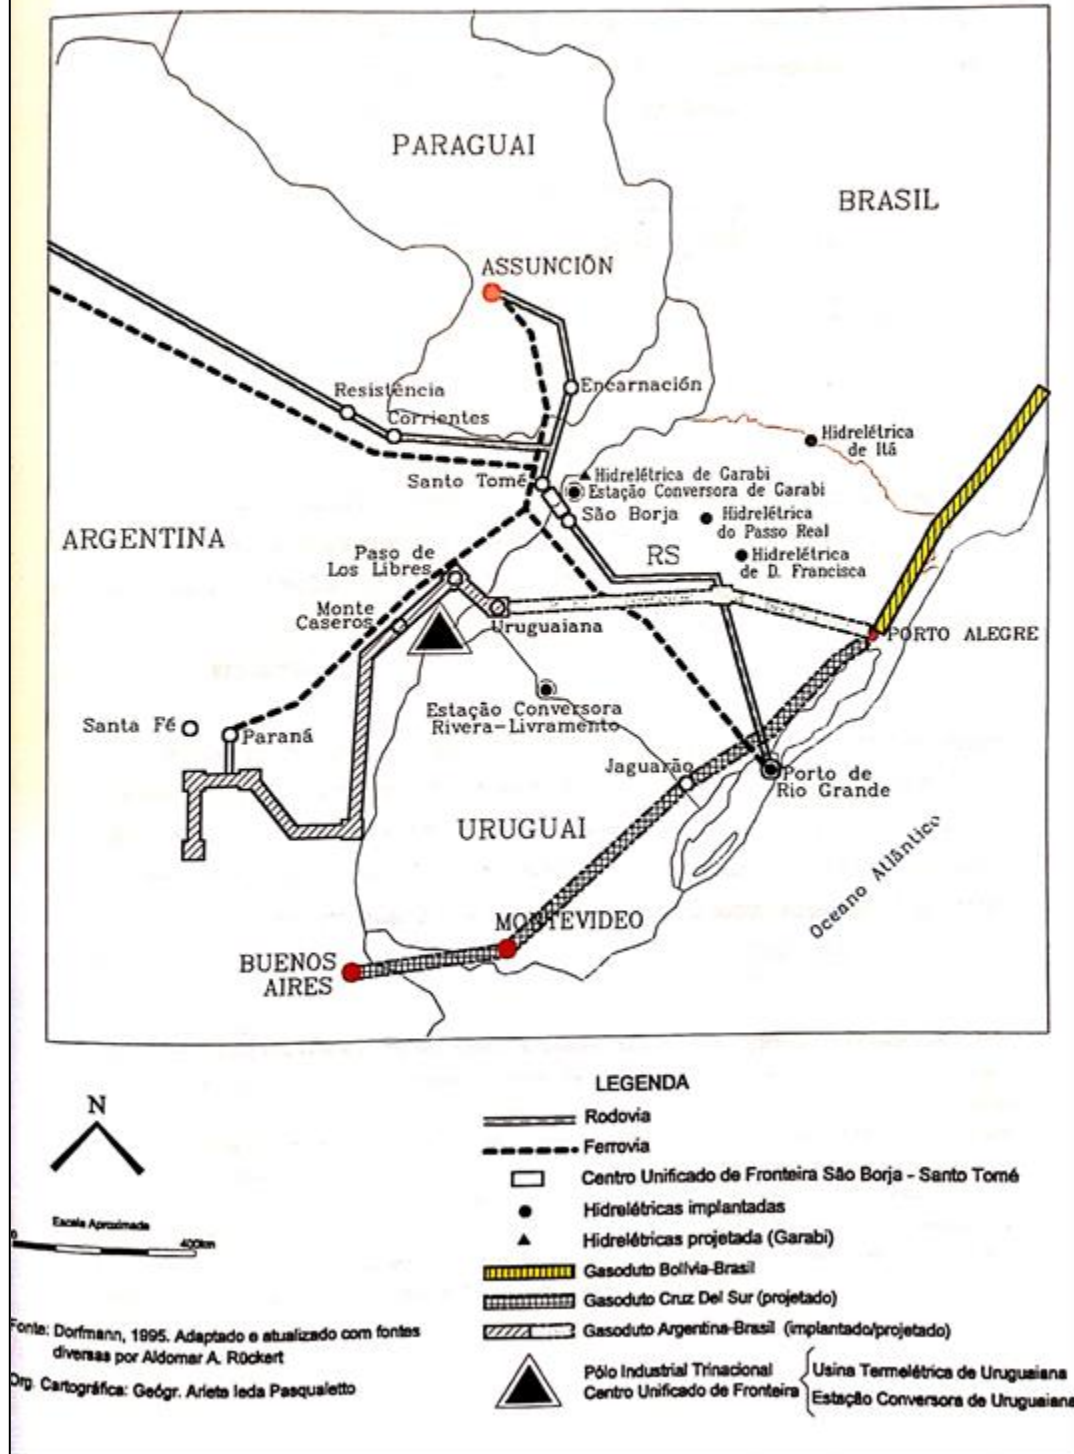 PARAGUAI
BRASIL
ASSUNCIÓN
Resistência
Encarnación
Corrientes
Hidrelétrica
de Itá
Santo Tomé
Hidrelétrica de Garabi
Estação Conversora de Garabi
São Borja
Hidrelétrica
do Passo Real
ARGENTINA
RS
Hidrelétrica
de D. Francisca
Paso de
Los Libres
Monte
Caseros
Uruguaiana
PORTO ALEGRE
Estação Conversora
Rivera-Livramento
Santa Fé
Paraná
Jaguarão
Porto de
Rio Grande
URUGUAI
Oceano Atlântico
MONTEVIDEO
BUENOS
AIRES
LEGENDA
N
Rodovia
Ferrovia
Centro Unificado de Fronteira São Borja - Santo Tomé
Hidrelétricas implantadas
Hidrelétricas projetada (Garabi)
Escala Aproximada
0 400km
Gasoduto Bolívia-Brasil
Gasoduto Cruz Del Sur (projetado)
Gasoduto Argentina-Brasil (implantado/projetado)
Fonte: Dorfmann, 1995. Adaptado e atualizado com fontes
diversas por Aldomar A. Rückert
Org. Cartográfica: Geógr. Ariete Ieda Pasqualetto
Pólo Industrial Trinacional
Centro Unificado de Fronteira
Usina Termelétrica de Uruguaiana
Estação Conversora de Uruguaiana